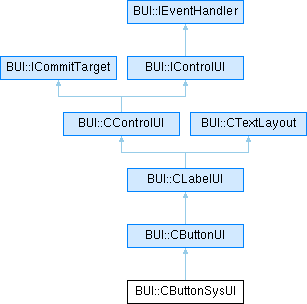 BUI::IEventHandler
BUI::ICommitTarget
BUI::IControlUI
BUI::CControlUI
BUI::CTextLayout
BUI::CLabelUI
BUI::CButtonUI
BUI::CButtonSysUI